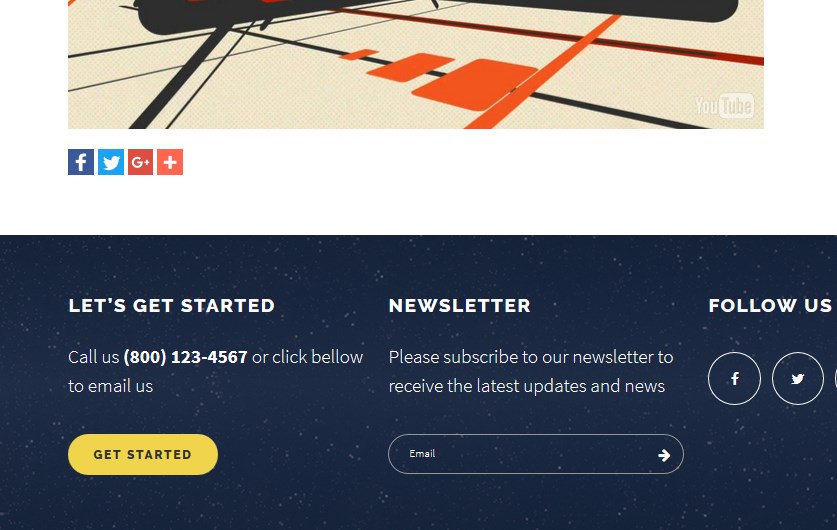 YouTube
LET'S GET STARTED
Call us (800) 123-4567 or click bellow
to email us
GET STARTED
NEWSLETTER
Please subscribe to our newsletter to
receive the latest updates and news
Email
FOLLOW US